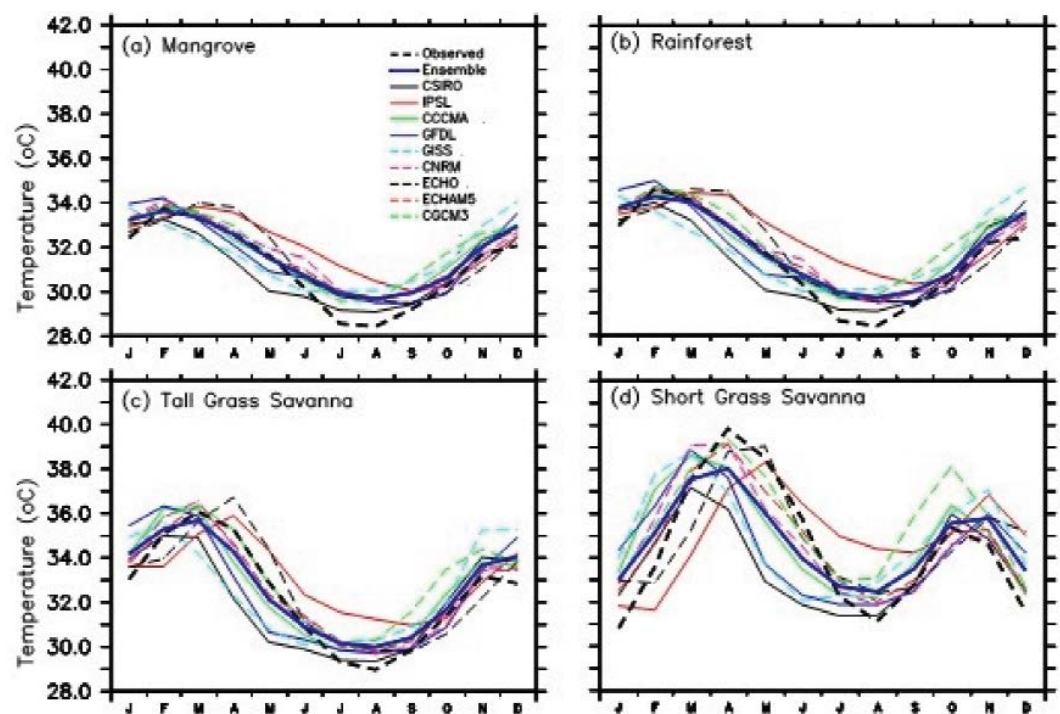 42.0
40.0
38.0
36.0
34.0
32.0
30.0
28.0
Temperature (oC)
(a) Mangrove
Observed
Ensemble
CSIRO
IPSL
CCCMA
GFDL
GISS
CNRM
ECHO
ECHAM5
CGCM3
J F M A M J J A S O N D
(b) Rainforest
J F M A M J J A S O N D
42.0
40.0
38.0
36.0
34.0
32.0
30.0
28.0
Temperature (oC)
(c) Tall Grass Savanna
J F M A M J J A S O N D
(d) Short Grass Savanna
J F M A M J J A S O N D